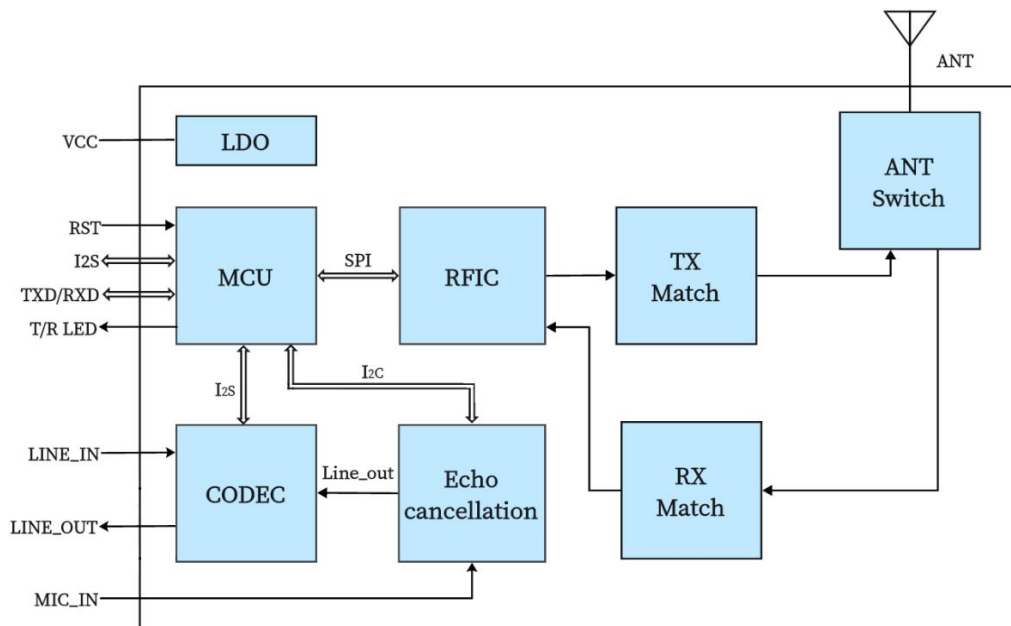 ANT
VCC
LDO
ANT
Switch
RST
I2S
TXD/RXD
T/R LED
MCU
SPI
RFIC
TX
Match
I2S
I2C
LINE_IN
LINE_OUT
CODEC
Line_out
Echo
cancellation
RX
Match
MIC_IN